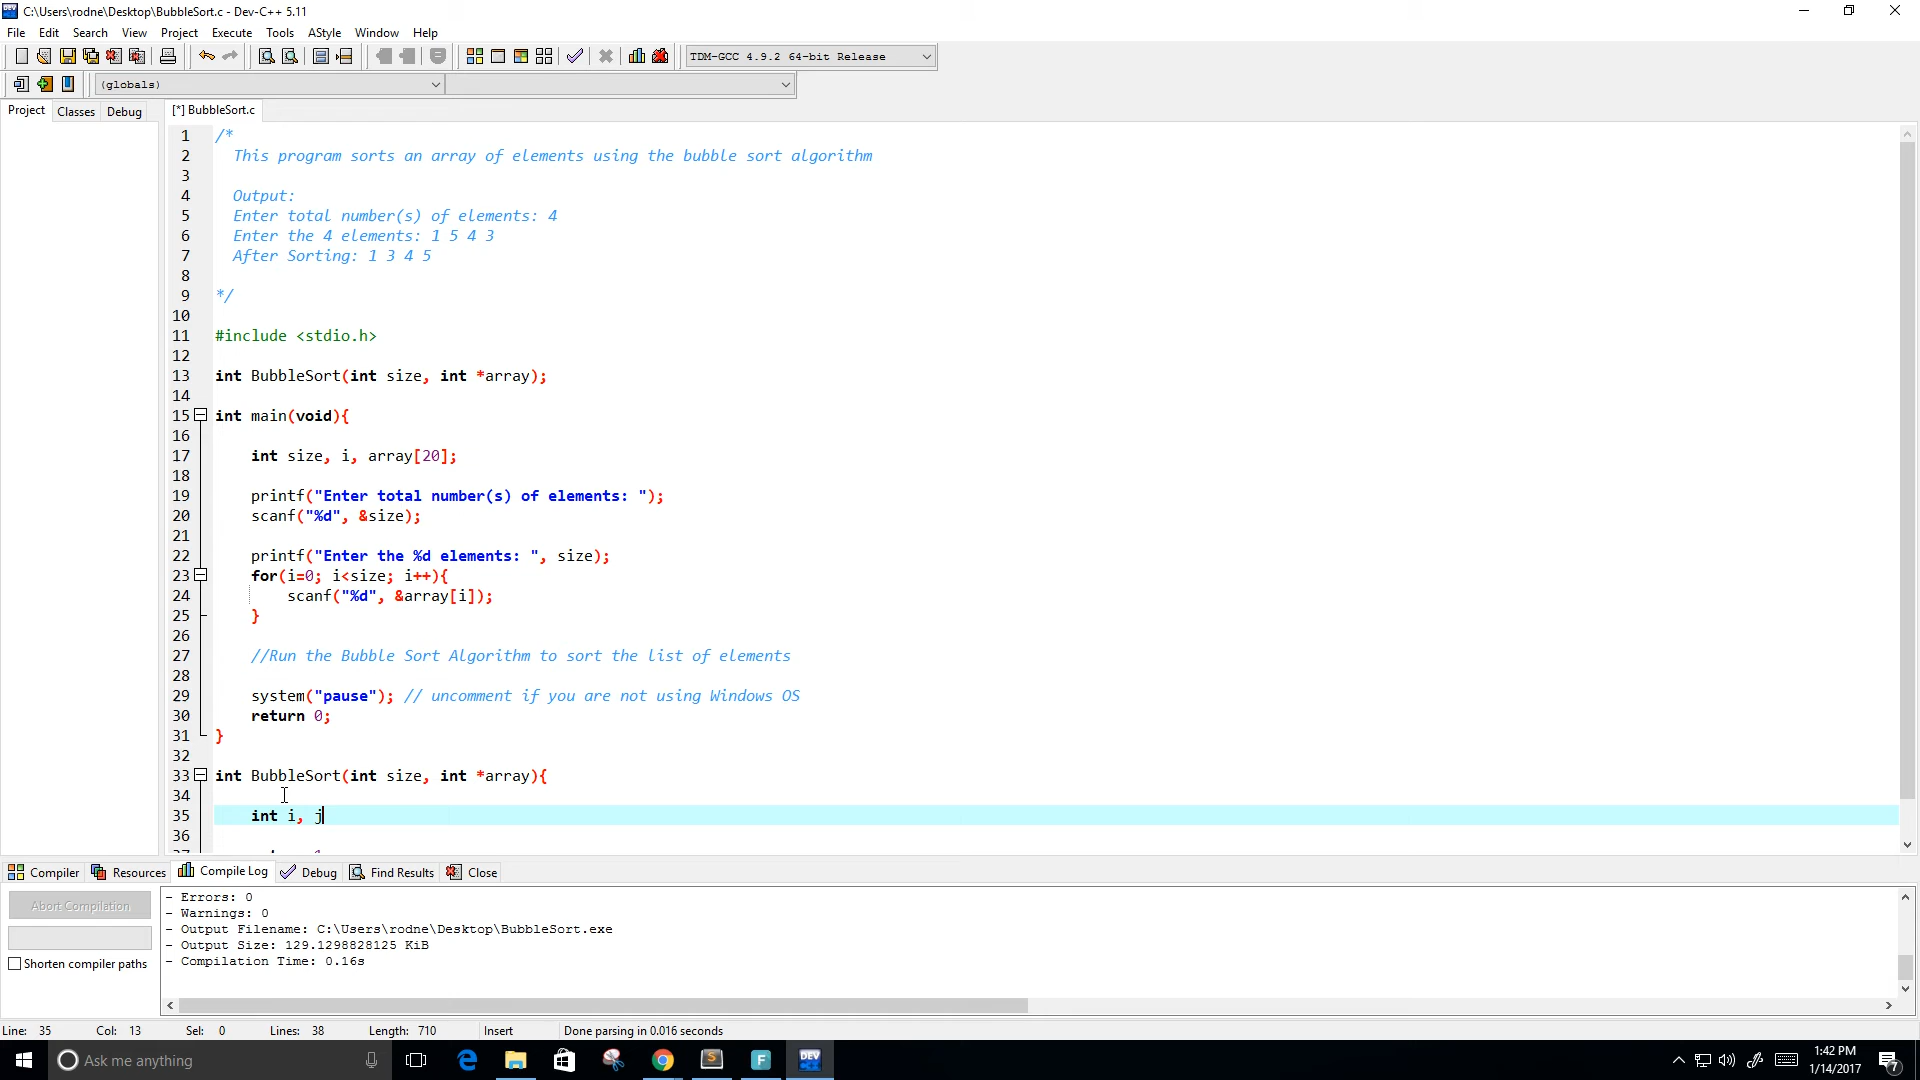 C:\Users\rodne\Desktop\BubbleSort.c - Dev-C++ 5.11
File Edit Search View Project Execute Tools AStyle Window Help
TDM-GCC 4.9.2 64-bit Release
(globals)
Project Classes Debug [*] BubbleSort.c
1 /*
2 This program sorts an array of elements using the bubble sort algorithm
3
4 Output:
5 Enter total number(s) of elements: 4
6 Enter the 4 elements: 1 5 4 3
7 After Sorting: 1 3 4 5
8
9 */
10
11 #include <stdio.h>
12
13 int BubbleSort(int size, int *array);
14
15 int main(void){
16
17 int size, i, array[20];
18
19 printf("Enter total number(s) of elements: ");
20 scanf("%d", &size);
21
22 printf("Enter the %d elements: ", size);
23 for(i=0; i<size; i++){
24 scanf("%d", &array[i]);
25 }
26
27 //Run the Bubble Sort Algorithm to sort the list of elements
28
29 system("pause"); // uncomment if you are not using Windows OS
30 return 0;
31 }
32
33 int BubbleSort(int size, int *array){
34
35 int i, j
36
Compiler Resources Compile Log Debug Find Results Close
Abort Compilation
Shorten compiler paths
- Errors: 0
- Warnings: 0
- Output Filename: C:\Users\rodne\Desktop\BubbleSort.exe
- Output Size: 129.1298828125 KiB
- Compilation Time: 0.16s
Line: 35 Col: 13 Sel: 0 Lines: 38 Length: 710 Insert Done parsing in 0.016 seconds
Ask me anything
1:42 PM
1/14/2017